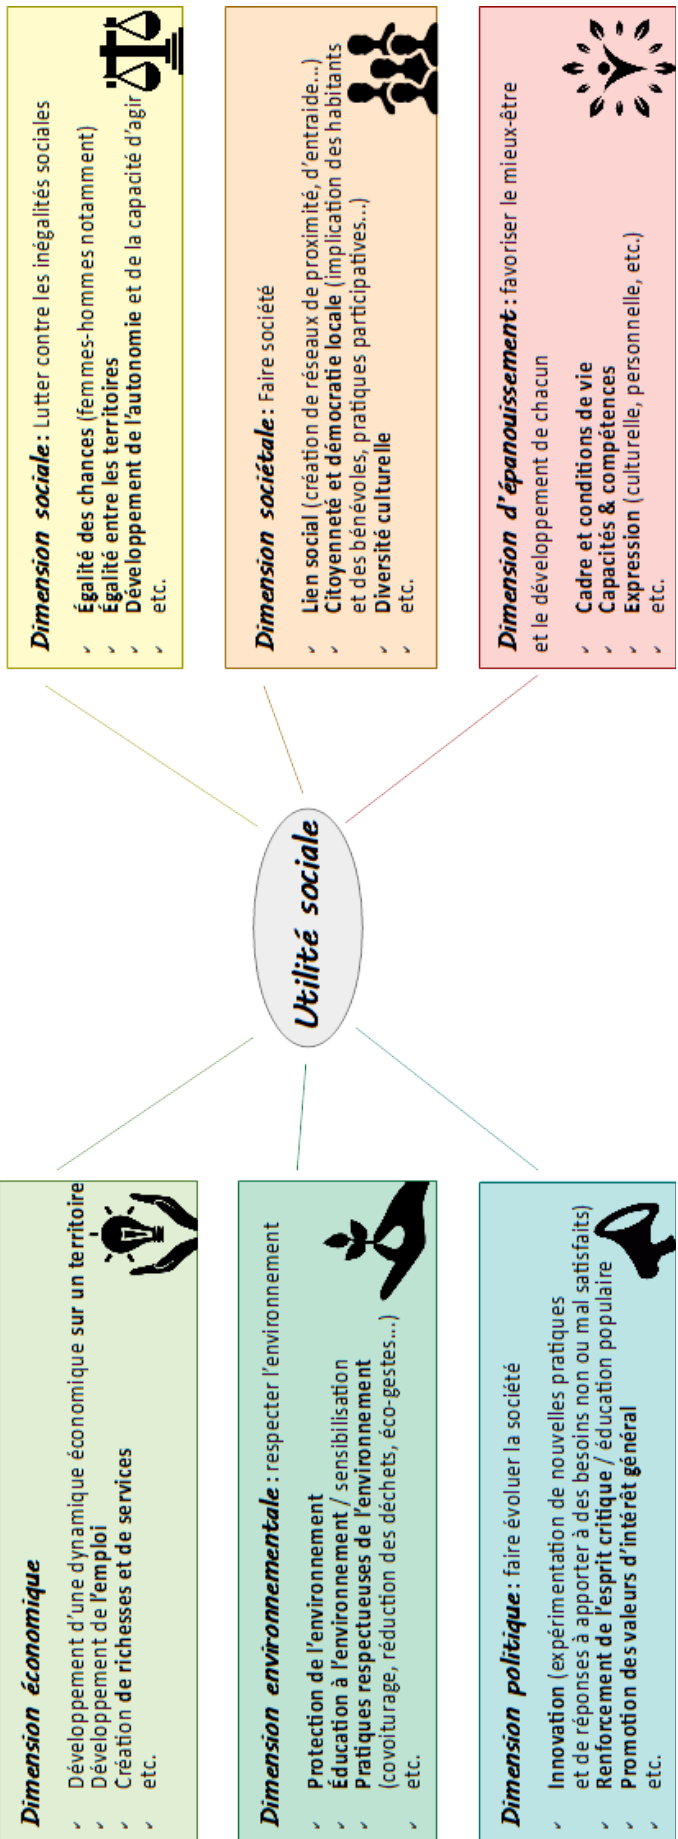 Dimension économique
✓ Développement d'une dynamique économique sur un territoire
✓ Développement de l'emploi
✓ Création de richesses et de services
✓ etc.
Dimension environnementale : respecter l'environnement
✓ Protection de l'environnement
✓ Éducation à l'environnement / sensibilisation
✓ Pratiques respectueuses de l'environnement
(covoiturage, réduction des déchets, éco-gestes...)
✓ etc.
Dimension politique : faire évoluer la société
✓ Innovation (expérimentation de nouvelles pratiques
et de réponses à apporter à des besoins non ou mal satisfaits)
✓ Renforcement de l'esprit critique / éducation populaire
✓ Promotion des valeurs d'intérêt général
✓ etc.
Utilité sociale
Dimension sociale : Lutter contre les inégalités sociales
✓ Égalité des chances (femmes-hommes notamment)
✓ Égalité entre les territoires
✓ Développement de l'autonomie et de la capacité d'agir
✓ etc.
Dimension sociétale : Faire société
✓ Lien social (création de réseaux de proximité, d'entraide...)
✓ Citoyenneté et démocratie locale (implication des habitants
et des bénévoles, pratiques participatives...)
✓ Diversité culturelle
✓ etc.
Dimension d'épanouissement : favoriser le mieux-être
et le développement de chacun
✓ Cadre et conditions de vie
✓ Capacités & compétences
✓ Expression (culturelle, personnelle, etc.)
✓ etc.